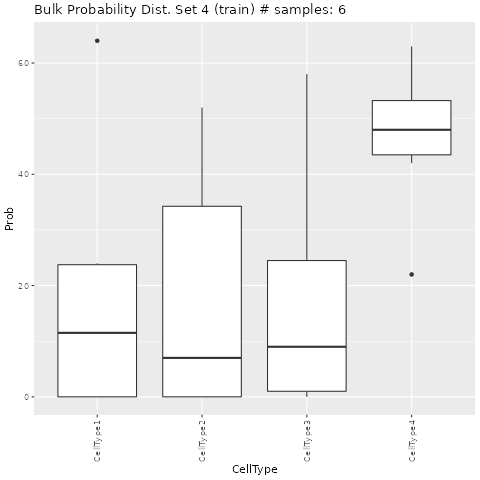 Bulk Probability Dist. Set 4 (train) # samples: 6
60
40
20
0
Prob
CellType1
CellType2
CellType3
CellType4
CellType